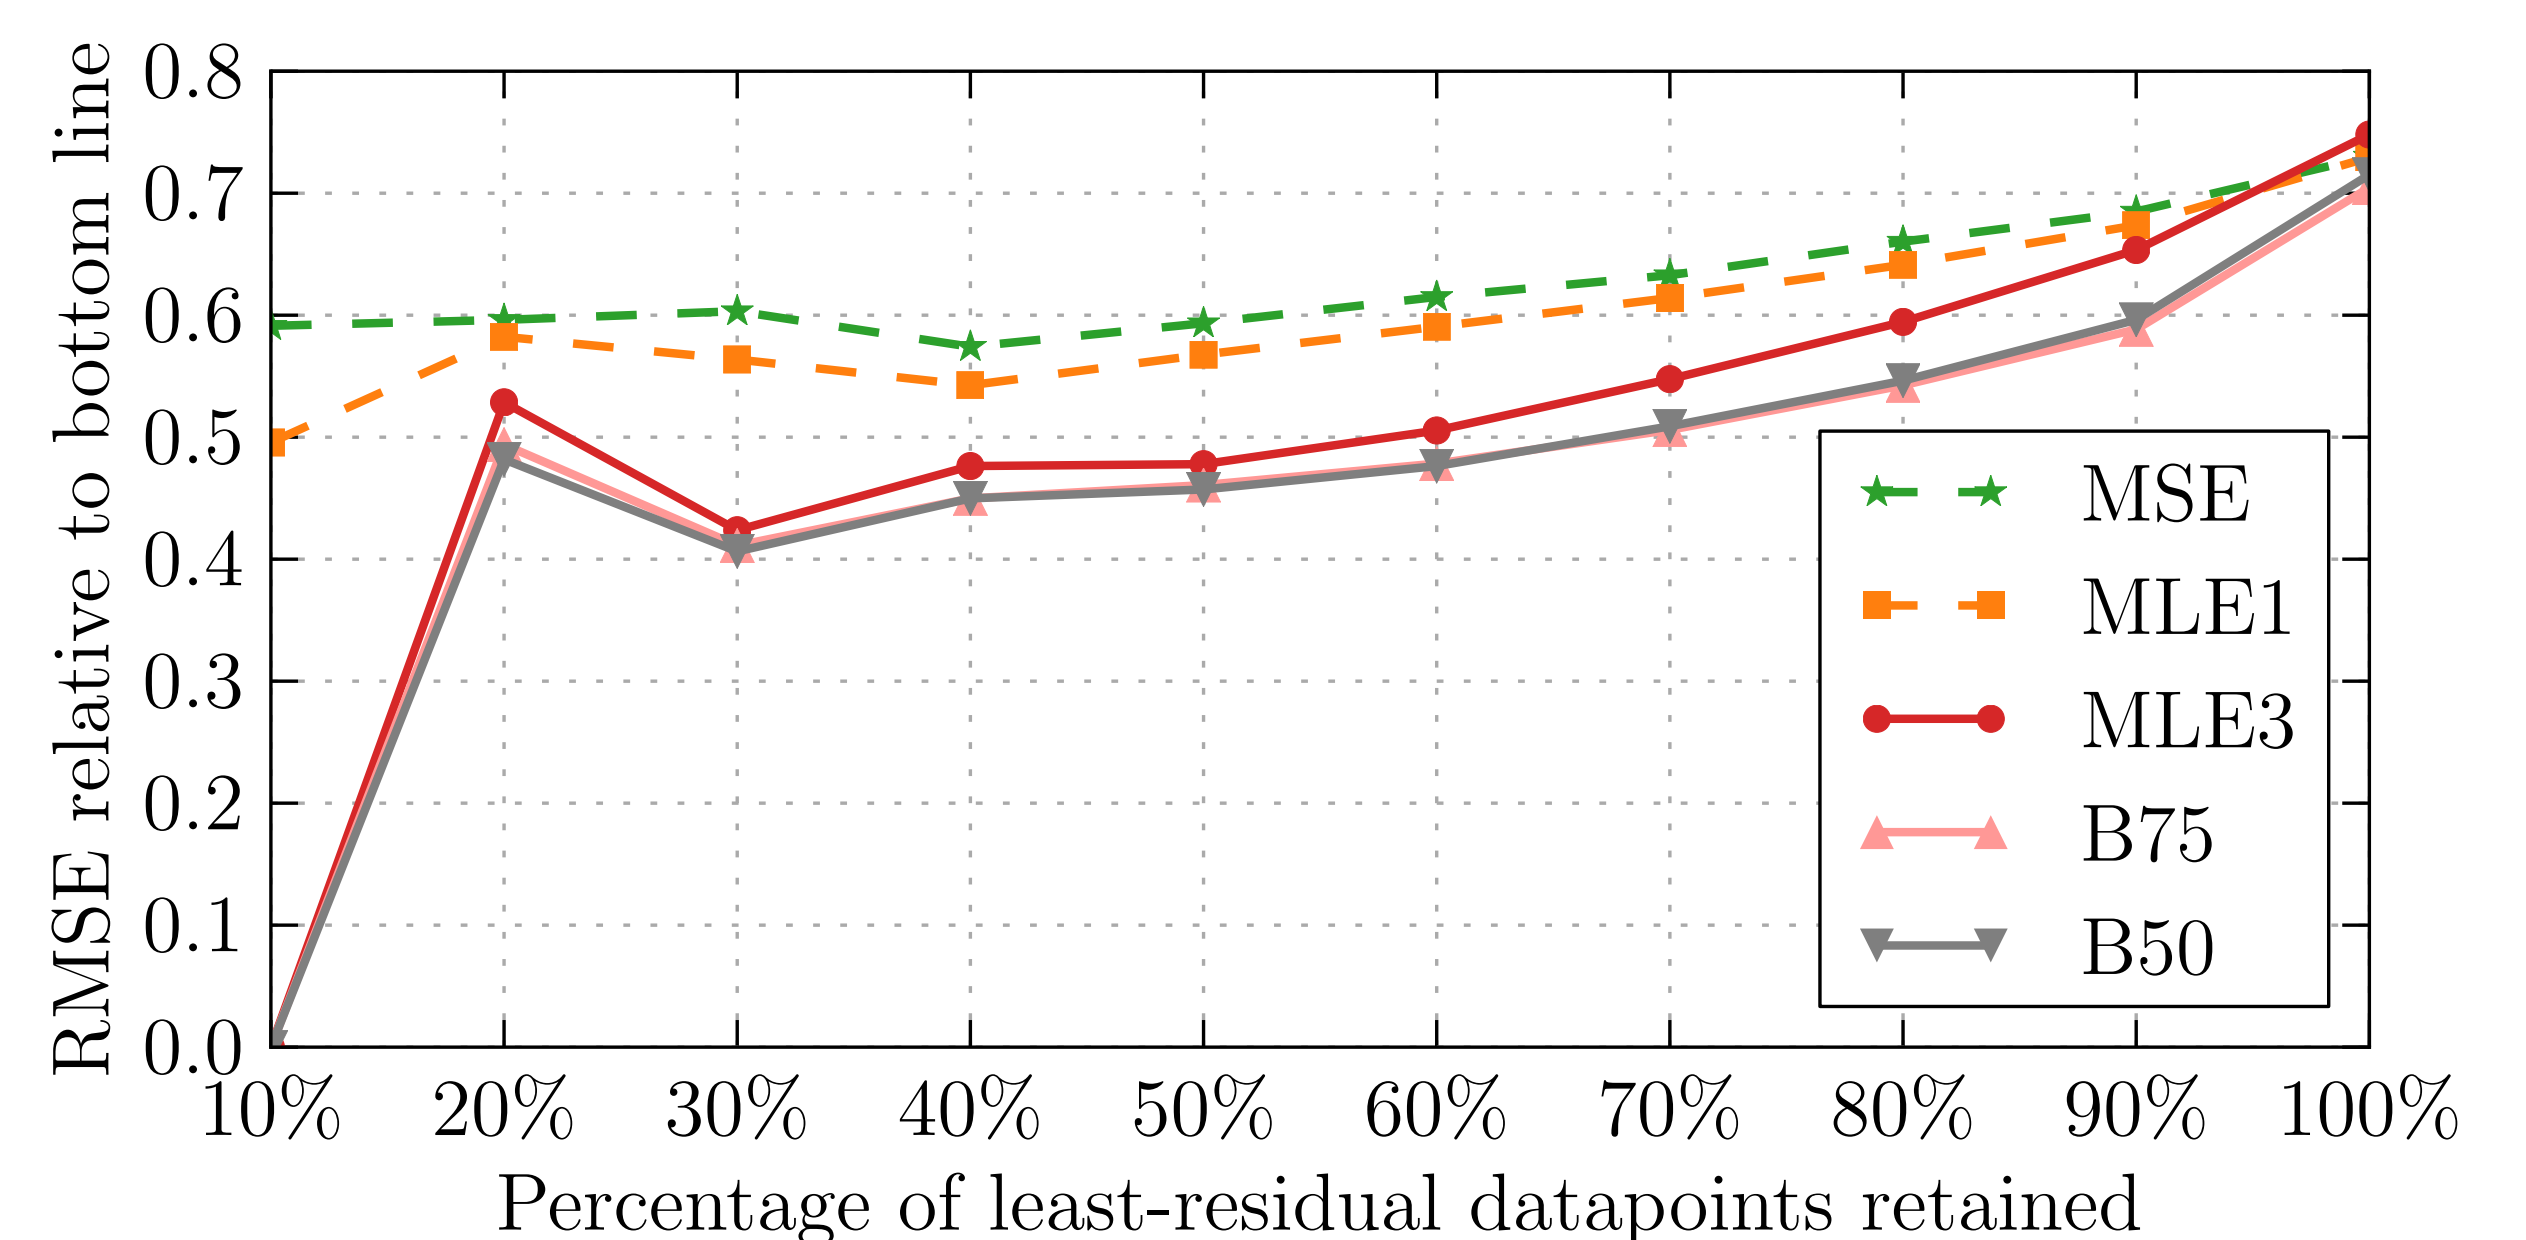 RMSE relative to bottom line
0.8
0.7
0.6
0.5
0.4
0.3
0.2
0.1
0.0
MSE
MLE1
MLE3
B75
B50
10% 20% 30% 40% 50% 60% 70% 80% 90% 100%
Percentage of least-residual datapoints retained